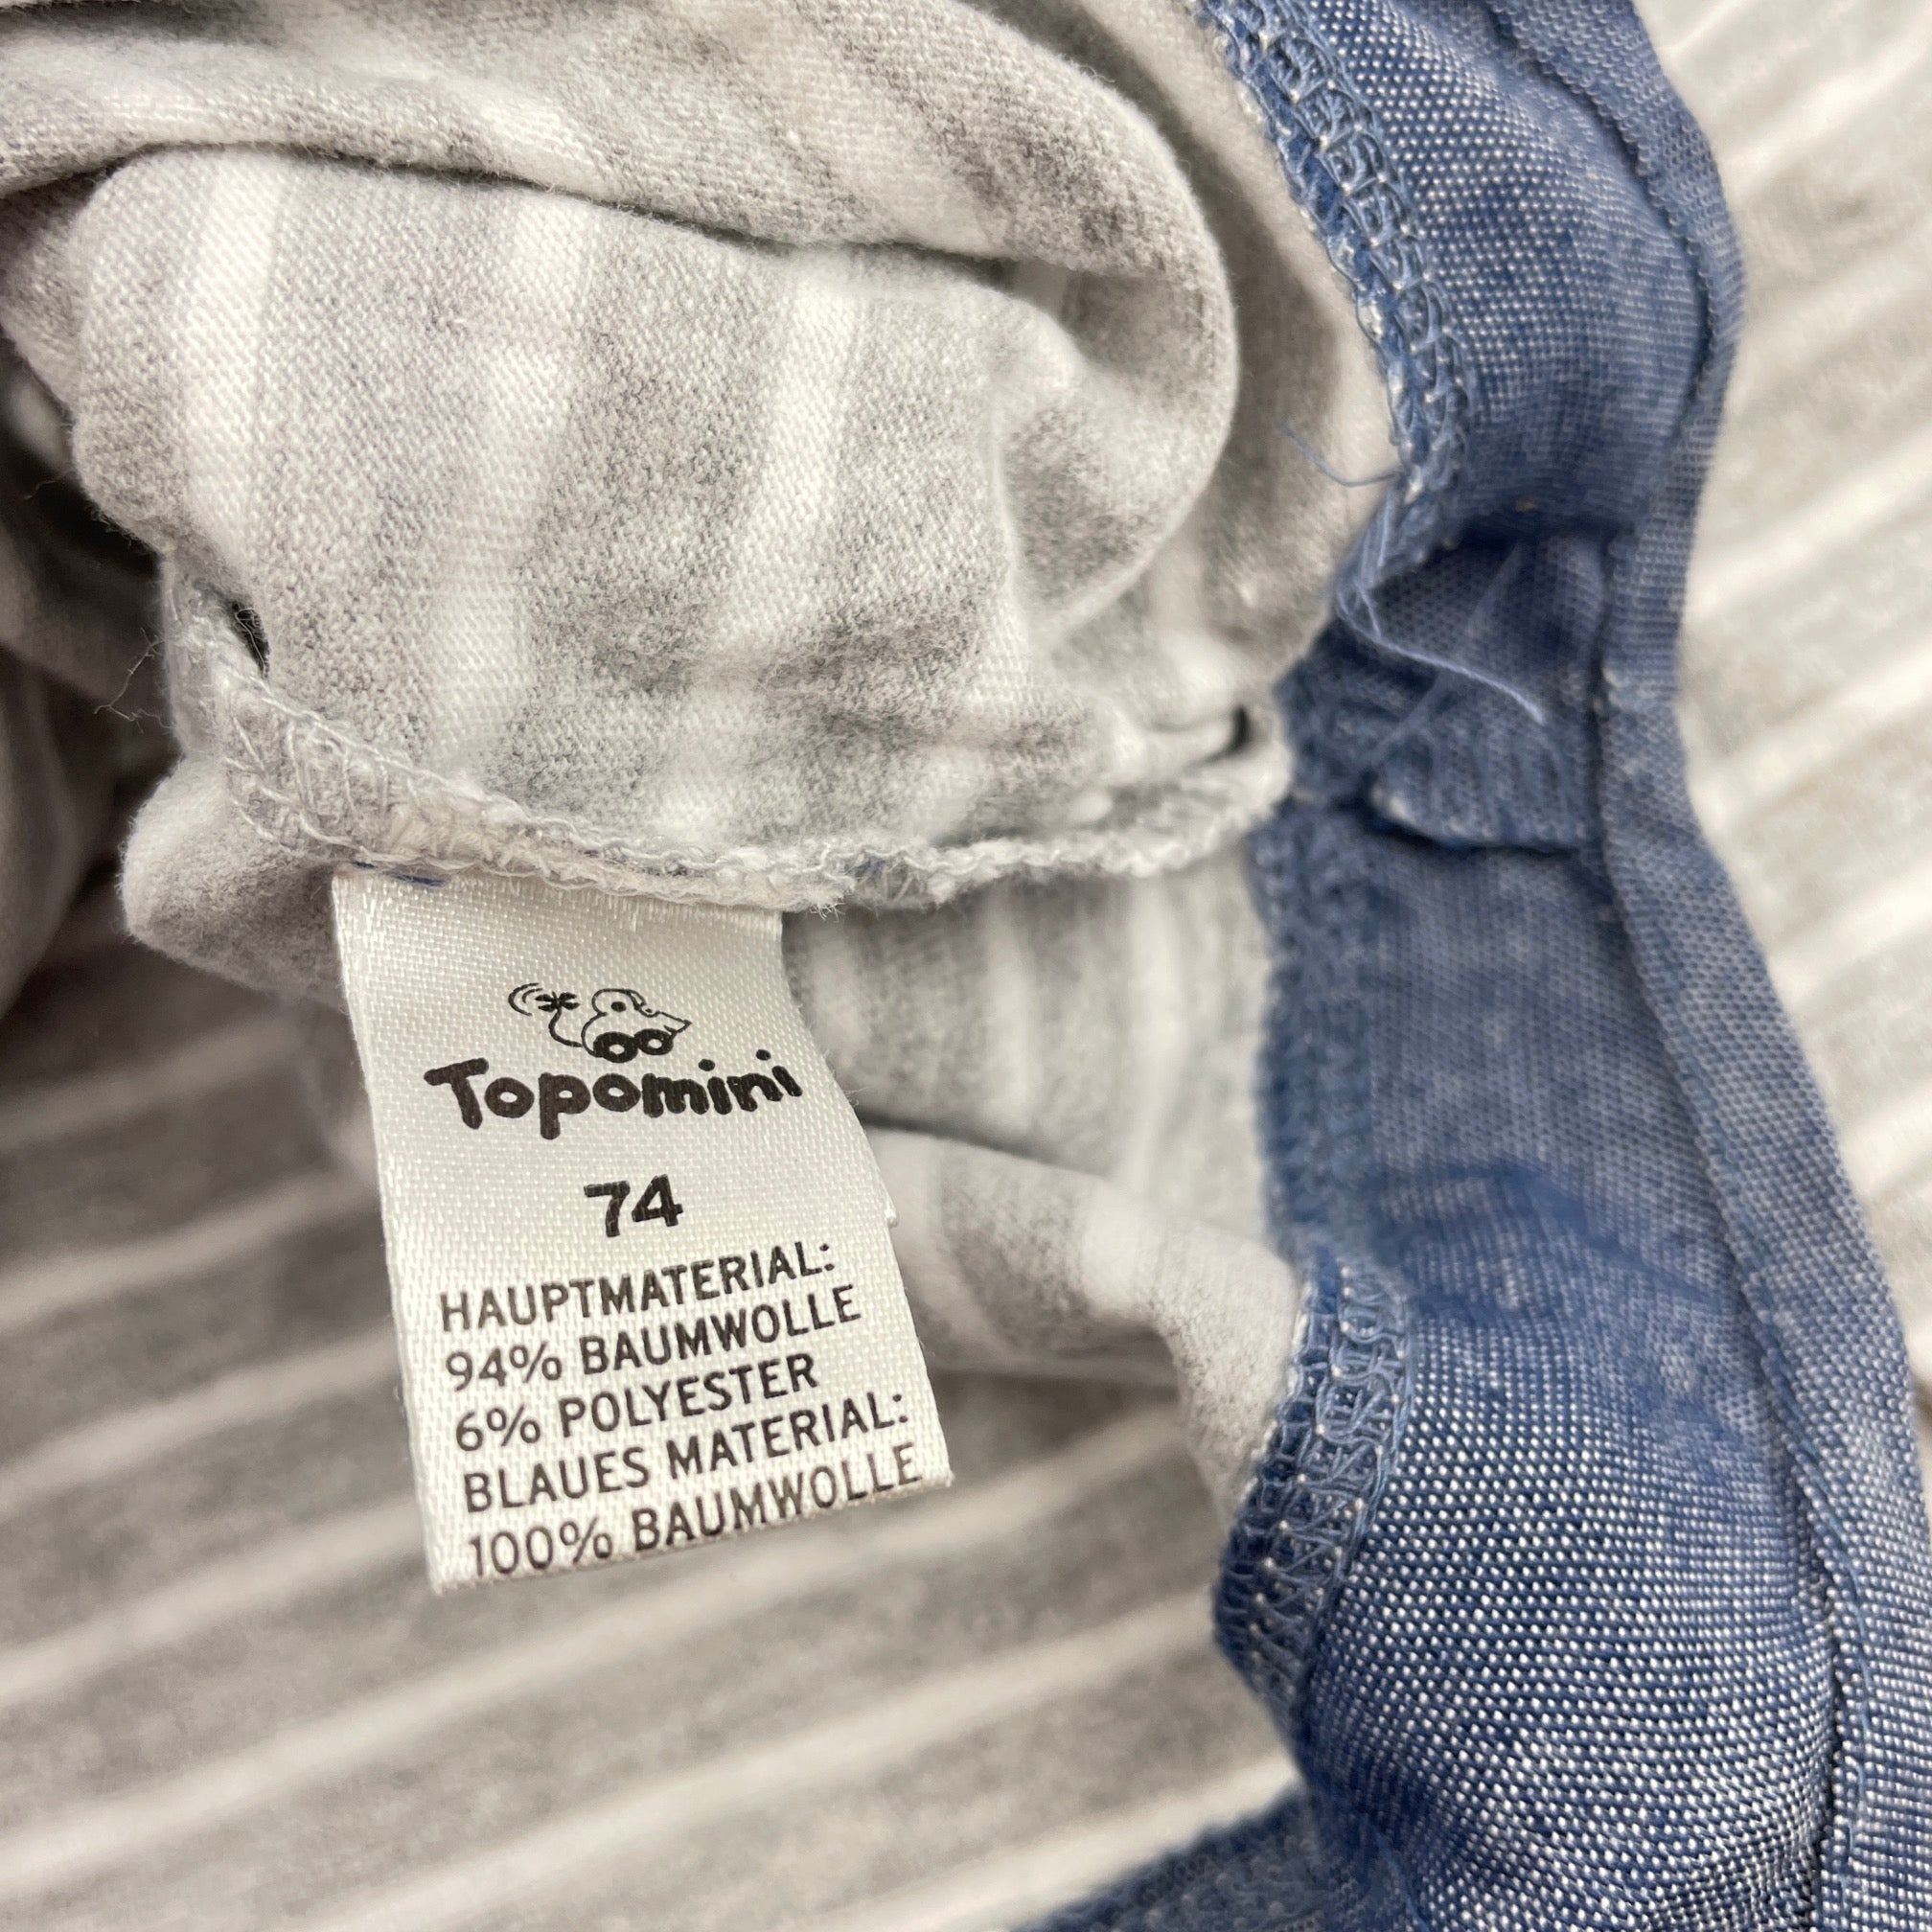 Topomini
74
HAUPTMATERIAL:
94% BAUMWOLLE
6% POLYESTER
BLAUES MATERIAL:
100% BAUMWOLLE